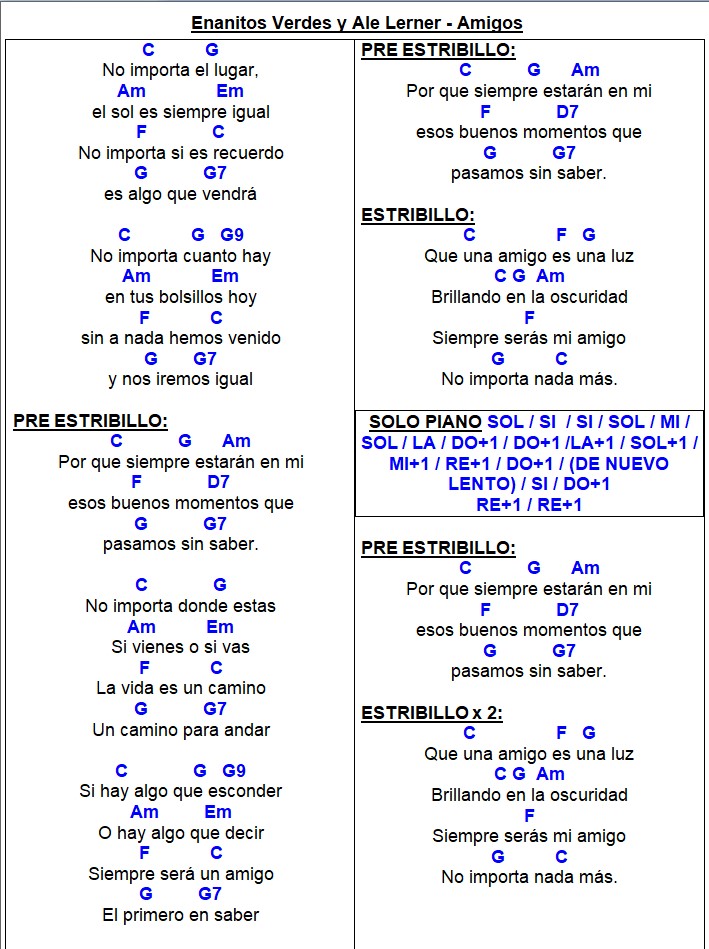 Enanitos Verdes y Ale Lerner - Amigos
C G
No importa el lugar,
Am Em
el sol es siempre igual
F C
No importa si es recuerdo
G G7
es algo que vendrá
C G G9
No importa cuanto hay
Am Em
en tus bolsillos hoy
F C
sin a nada hemos venido
G G7
y nos iremos igual
PRE ESTRIBILLO:
C G Am
Por que siempre estarán en mi
F D7
esos buenos momentos que
G G7
pasamos sin saber.
C G
No importa donde estas
Am Em
Si vienes o si vas
F C
La vida es un camino
G G7
Un camino para andar
C G G9
Si hay algo que esconder
Am Em
O hay algo que decir
F C
Siempre será un amigo
G G7
El primero en saber
PRE ESTRIBILLO:
C G Am
Por que siempre estarán en mi
F D7
esos buenos momentos que
G G7
pasamos sin saber.
ESTRIBILLO:
C F G
Que una amigo es una luz
C G Am
Brillando en la oscuridad
F
Siempre serás mi amigo
G C
No importa nada más.
SOLO PIANO SOL / SI / SI / SOL / MI /
SOL / LA / DO+1 / DO+1 /LA+1 / SOL+1 /
MI+1 / RE+1 / DO+1 / (DE NUEVO
LENTO) / SI / DO+1
RE+1 / RE+1
PRE ESTRIBILLO:
C G Am
Por que siempre estarán en mi
F D7
esos buenos momentos que
G G7
pasamos sin saber.
ESTRIBILLO x 2:
C F G
Que una amigo es una luz
C G Am
Brillando en la oscuridad
F
Siempre serás mi amigo
G C
No importa nada más.